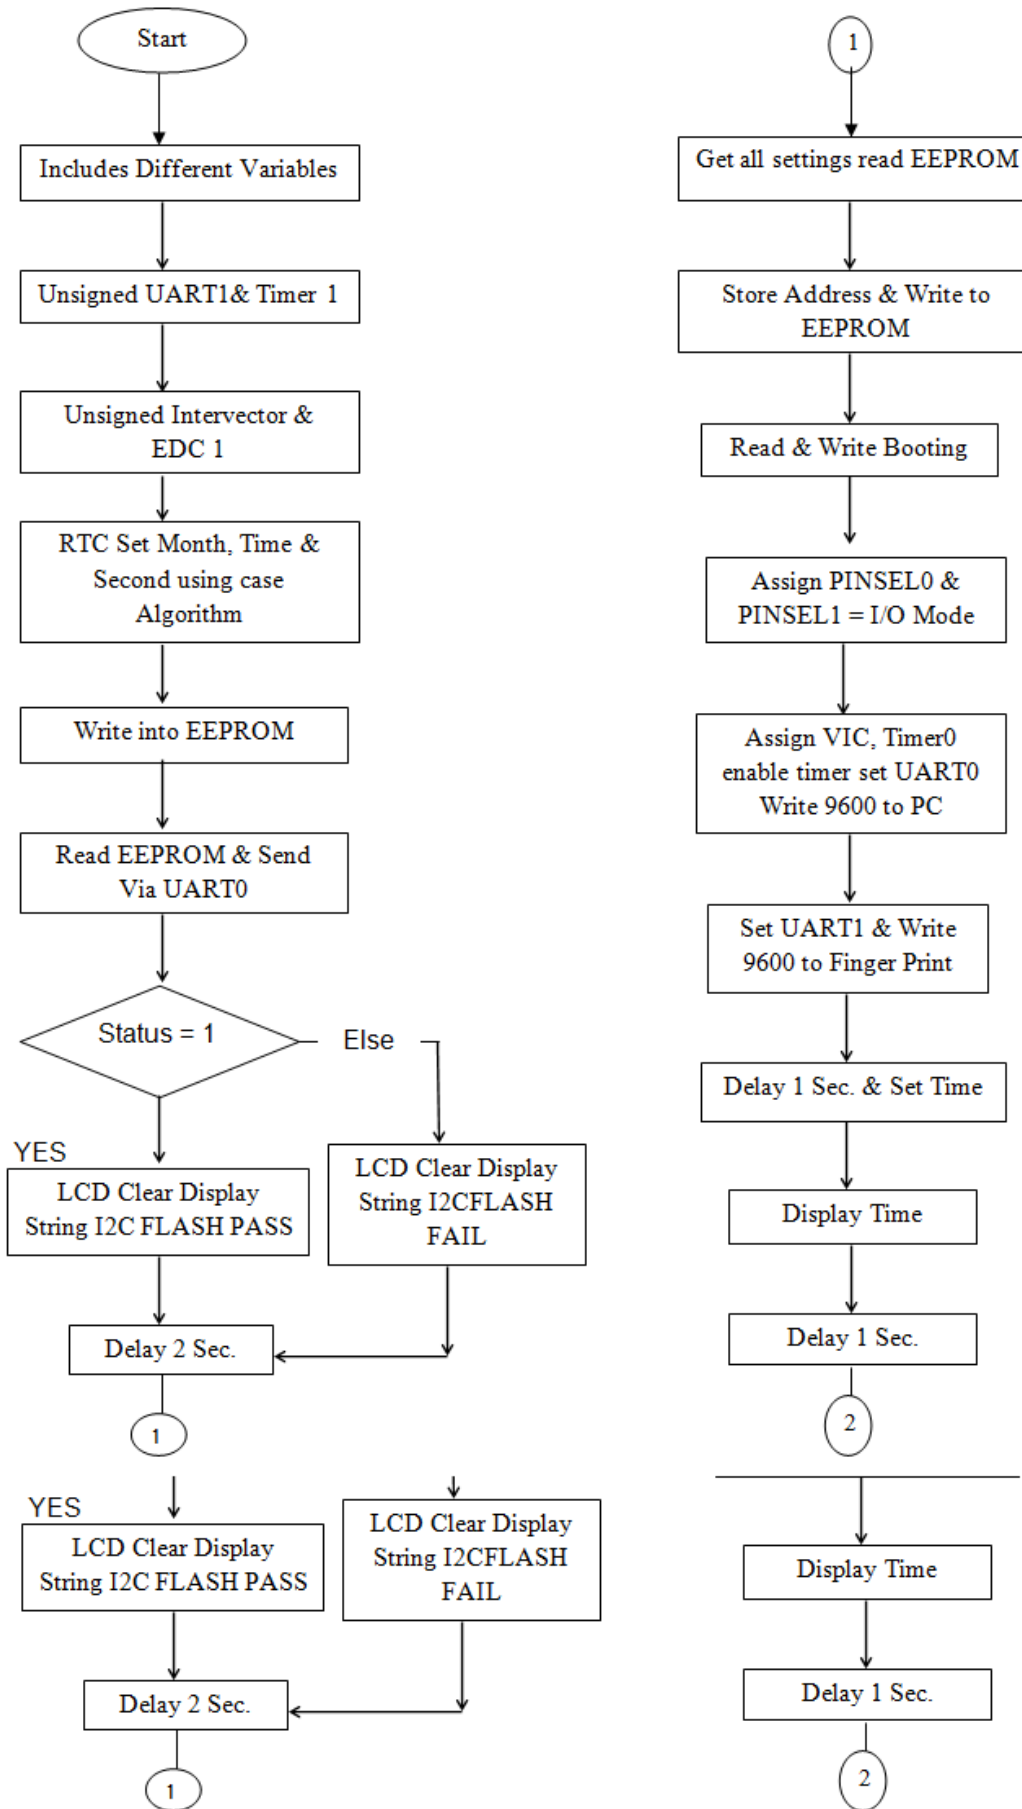 Start
Includes Different Variables
Unsigned UART1& Timer 1
Unsigned Intervector &
EDC 1
RTC Set Month, Time &
Second using case
Algorithm
Write into EEPROM
Read EEPROM & Send
Via UART0
Status = 1
Else
YES
LCD Clear Display
String I2C FLASH PASS
LCD Clear Display
String I2CFLASH
FAIL
Delay 2 Sec.
1
YES
LCD Clear Display
String I2C FLASH PASS
LCD Clear Display
String I2CFLASH
FAIL
Delay 2 Sec.
1
1
Get all settings read EEPROM
Store Address & Write to
EEPROM
Read & Write Booting
Assign PINSEL0 &
PINSEL1 = I/O Mode
Assign VIC, Timer0
enable timer set UART0
Write 9600 to PC
Set UART1 & Write
9600 to Finger Print
Delay 1 Sec. & Set Time
Display Time
Delay 1 Sec.
2
Display Time
Delay 1 Sec.
2